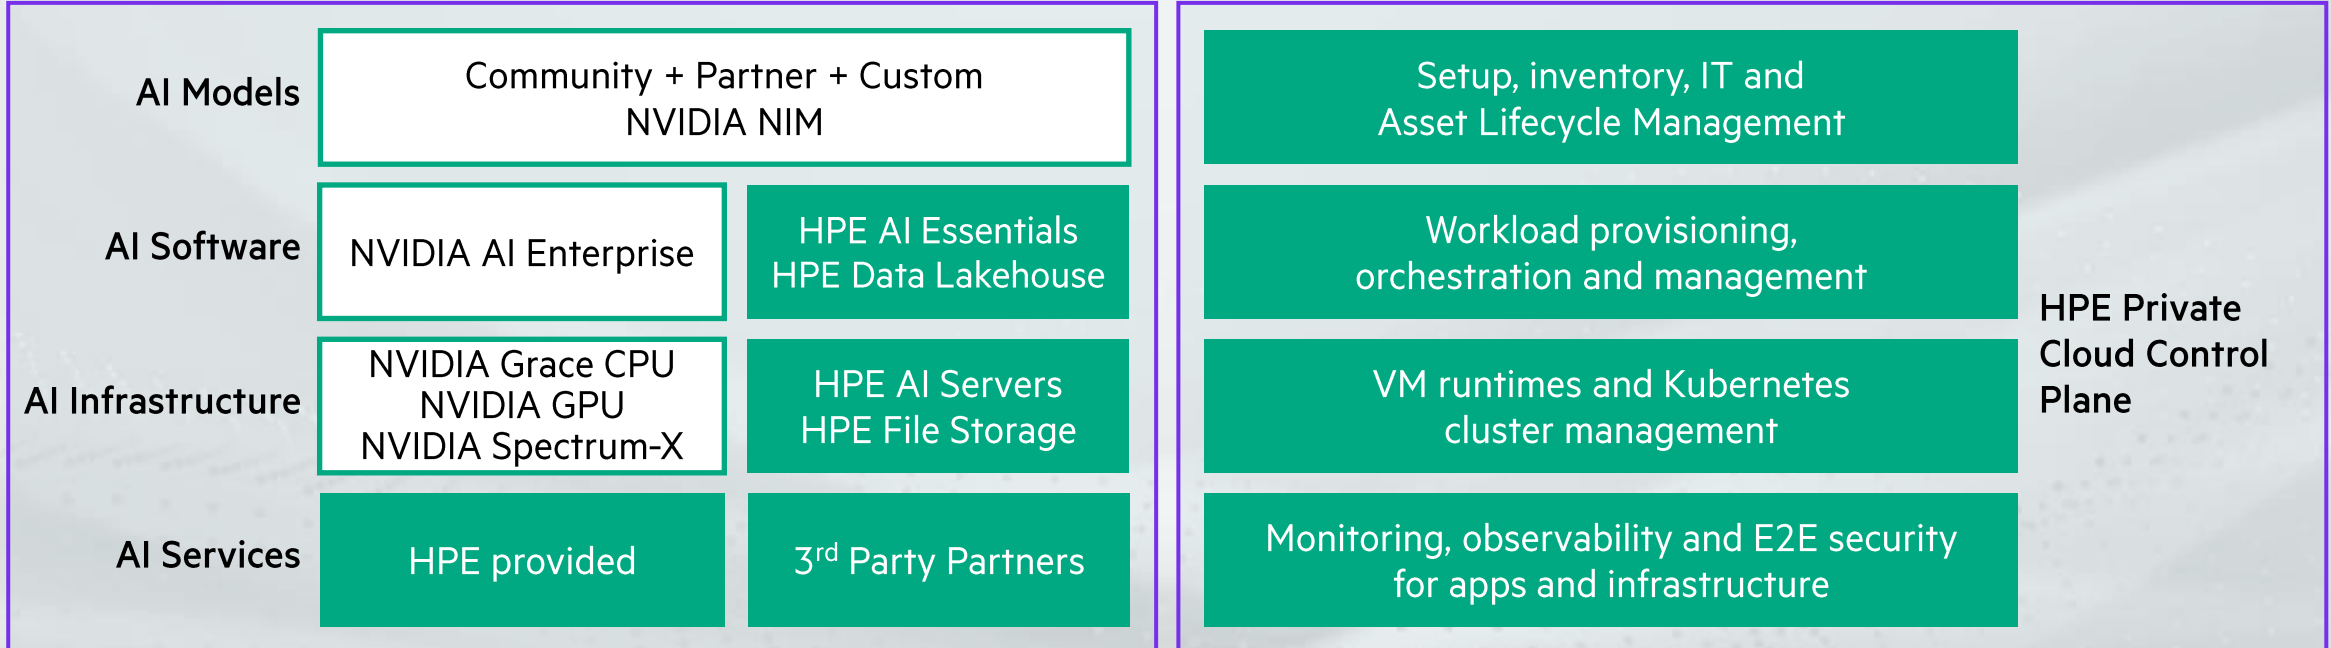 AI Models
Community + Partner + Custom
NVIDIA NIM
AI Software
NVIDIA AI Enterprise
HPE AI Essentials
HPE Data Lakehouse
AI Infrastructure
NVIDIA Grace CPU
NVIDIA GPU
NVIDIA Spectrum-X
HPE AI Servers
HPE File Storage
AI Services
HPE provided
3rd Party Partners
Setup, inventory, IT and
Asset Lifecycle Management
Workload provisioning,
orchestration and management
VM runtimes and Kubernetes
cluster management
Monitoring, observability and E2E security
for apps and infrastructure
HPE Private
Cloud Control
Plane